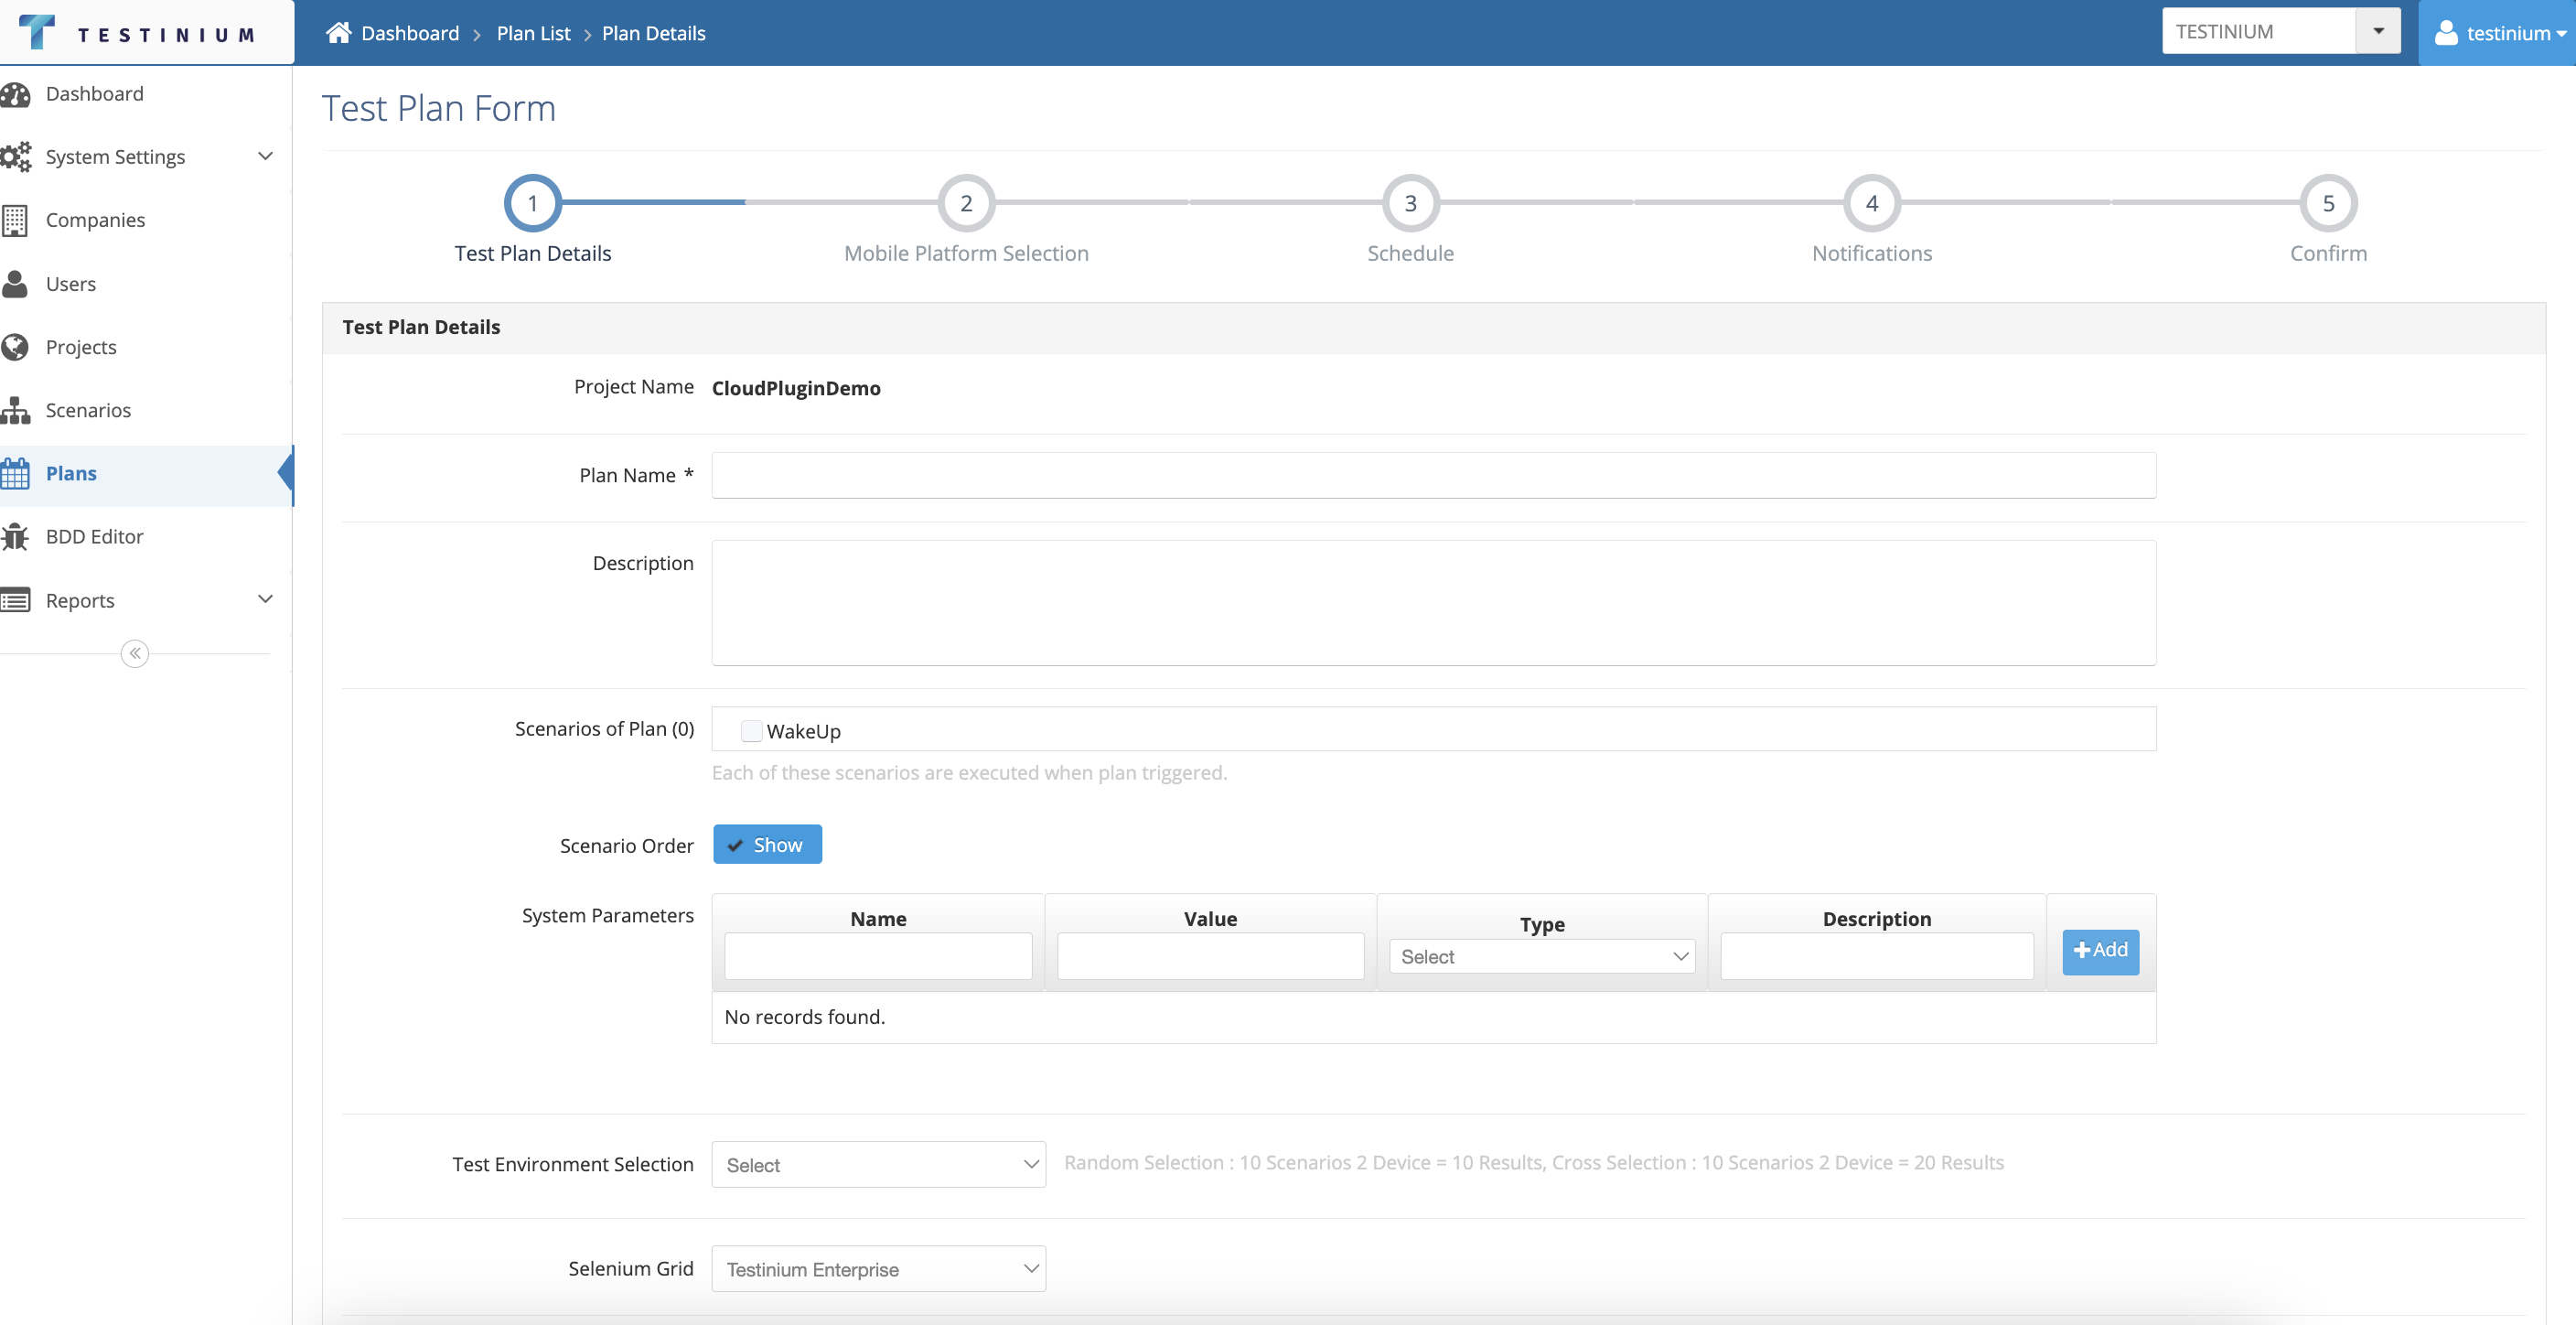 TESTINIUM
Dashboard > Plan List > Plan Details
TESTINIUM
testinium
Dashboard
System Settings
Companies
Users
Projects
Scenarios
Plans
BDD Editor
Reports
Test Plan Form
1 2 3 4 5
Test Plan Details Mobile Platform Selection Schedule Notifications Confirm
Test Plan Details
Project Name CloudPluginDemo
Plan Name *
Description
Scenarios of Plan (0) WakeUp
Each of these scenarios are executed when plan triggered.
Scenario Order Show
System Parameters Name Value Type Description
Select
Add
No records found.
Test Environment Selection Select Random Selection : 10 Scenarios 2 Device = 10 Results, Cross Selection : 10 Scenarios 2 Device = 20 Results
Selenium Grid Testinium Enterprise